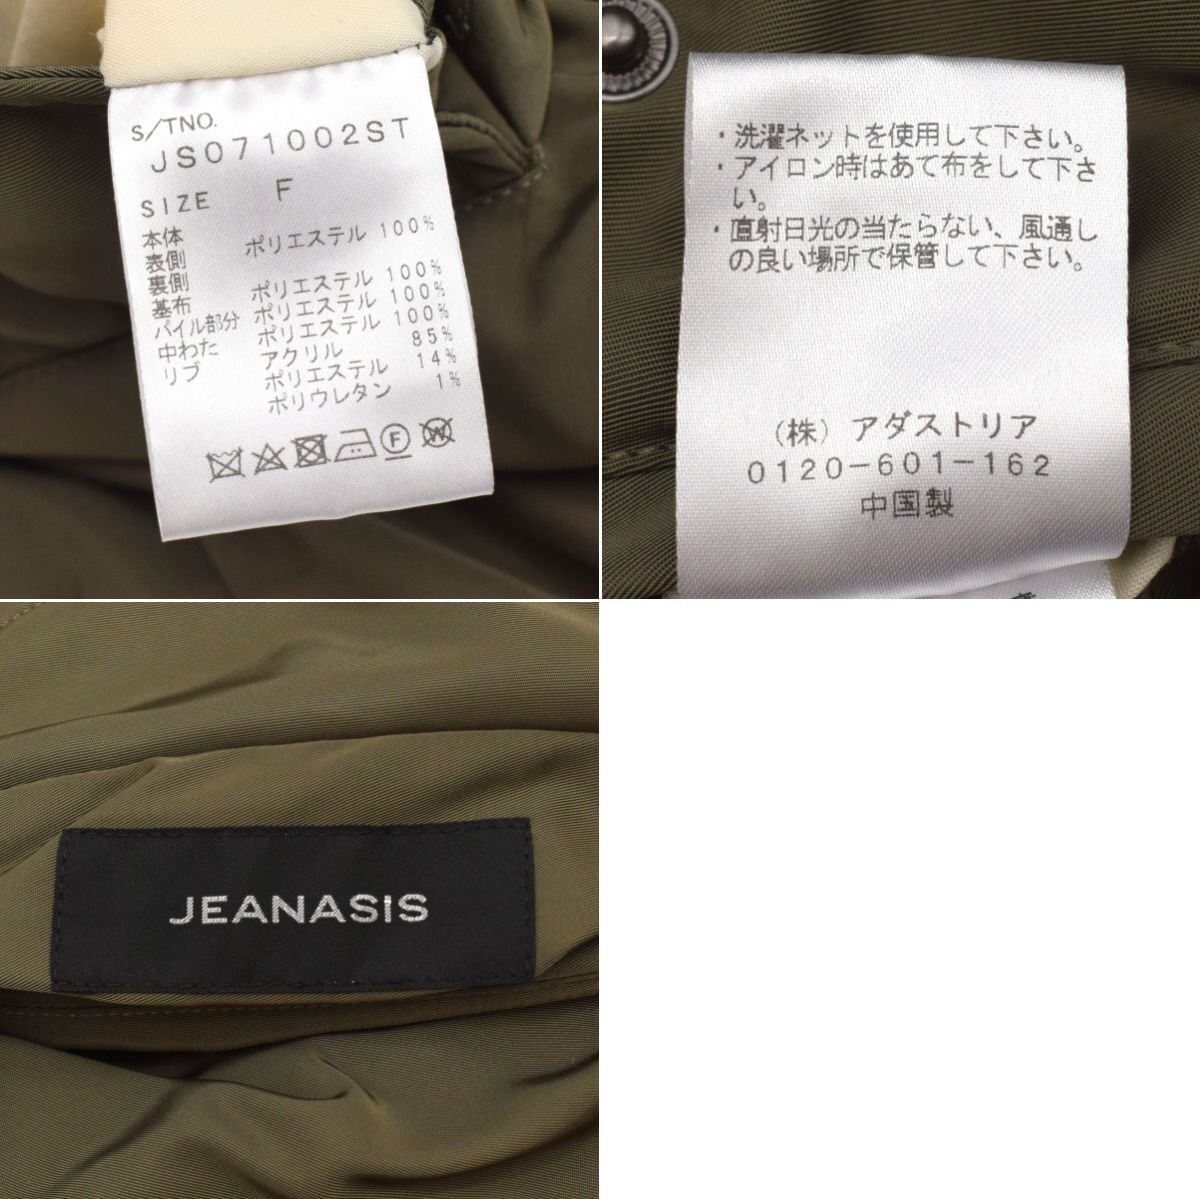 S/TNO.
JS071002ST
SIZE F
本体
表側 ポリエステル 100%
裏側 ポリエステル 100%
基布 ポリエステル 100%
パイル部分 ポリエステル 100%
中わた アクリル 85%
リブ ポリエステル 14%
ポリウレタン 1%
F
W
・洗濯ネットを使用して下さい。
・アイロン時はあて布をして下さ
い。
・直射日光の当たらない、風通し
の良い場所で保管して下さい。
(株) アダストリア
0120-601-162
中国製
JEANASIS